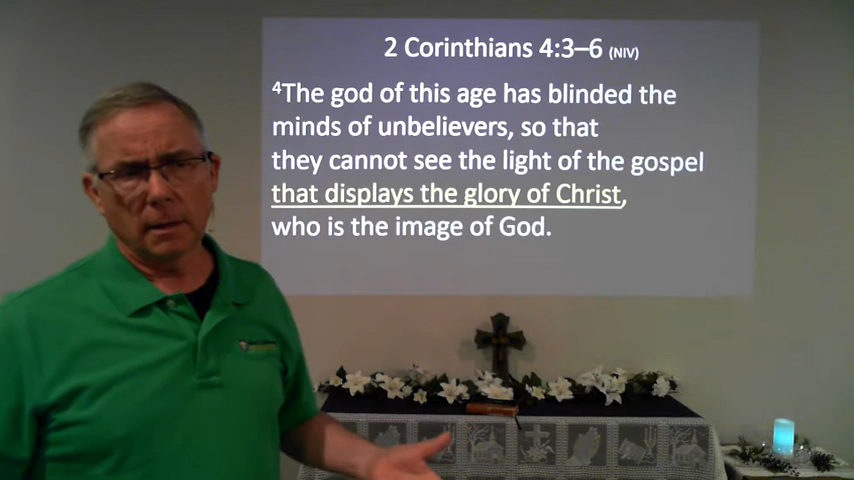 2 Corinthians 4:3–6 (NIV)
⁴The god of this age has blinded the
minds of unbelievers, so that
they cannot see the light of the gospel
that displays the glory of Christ,
who is the image of God.